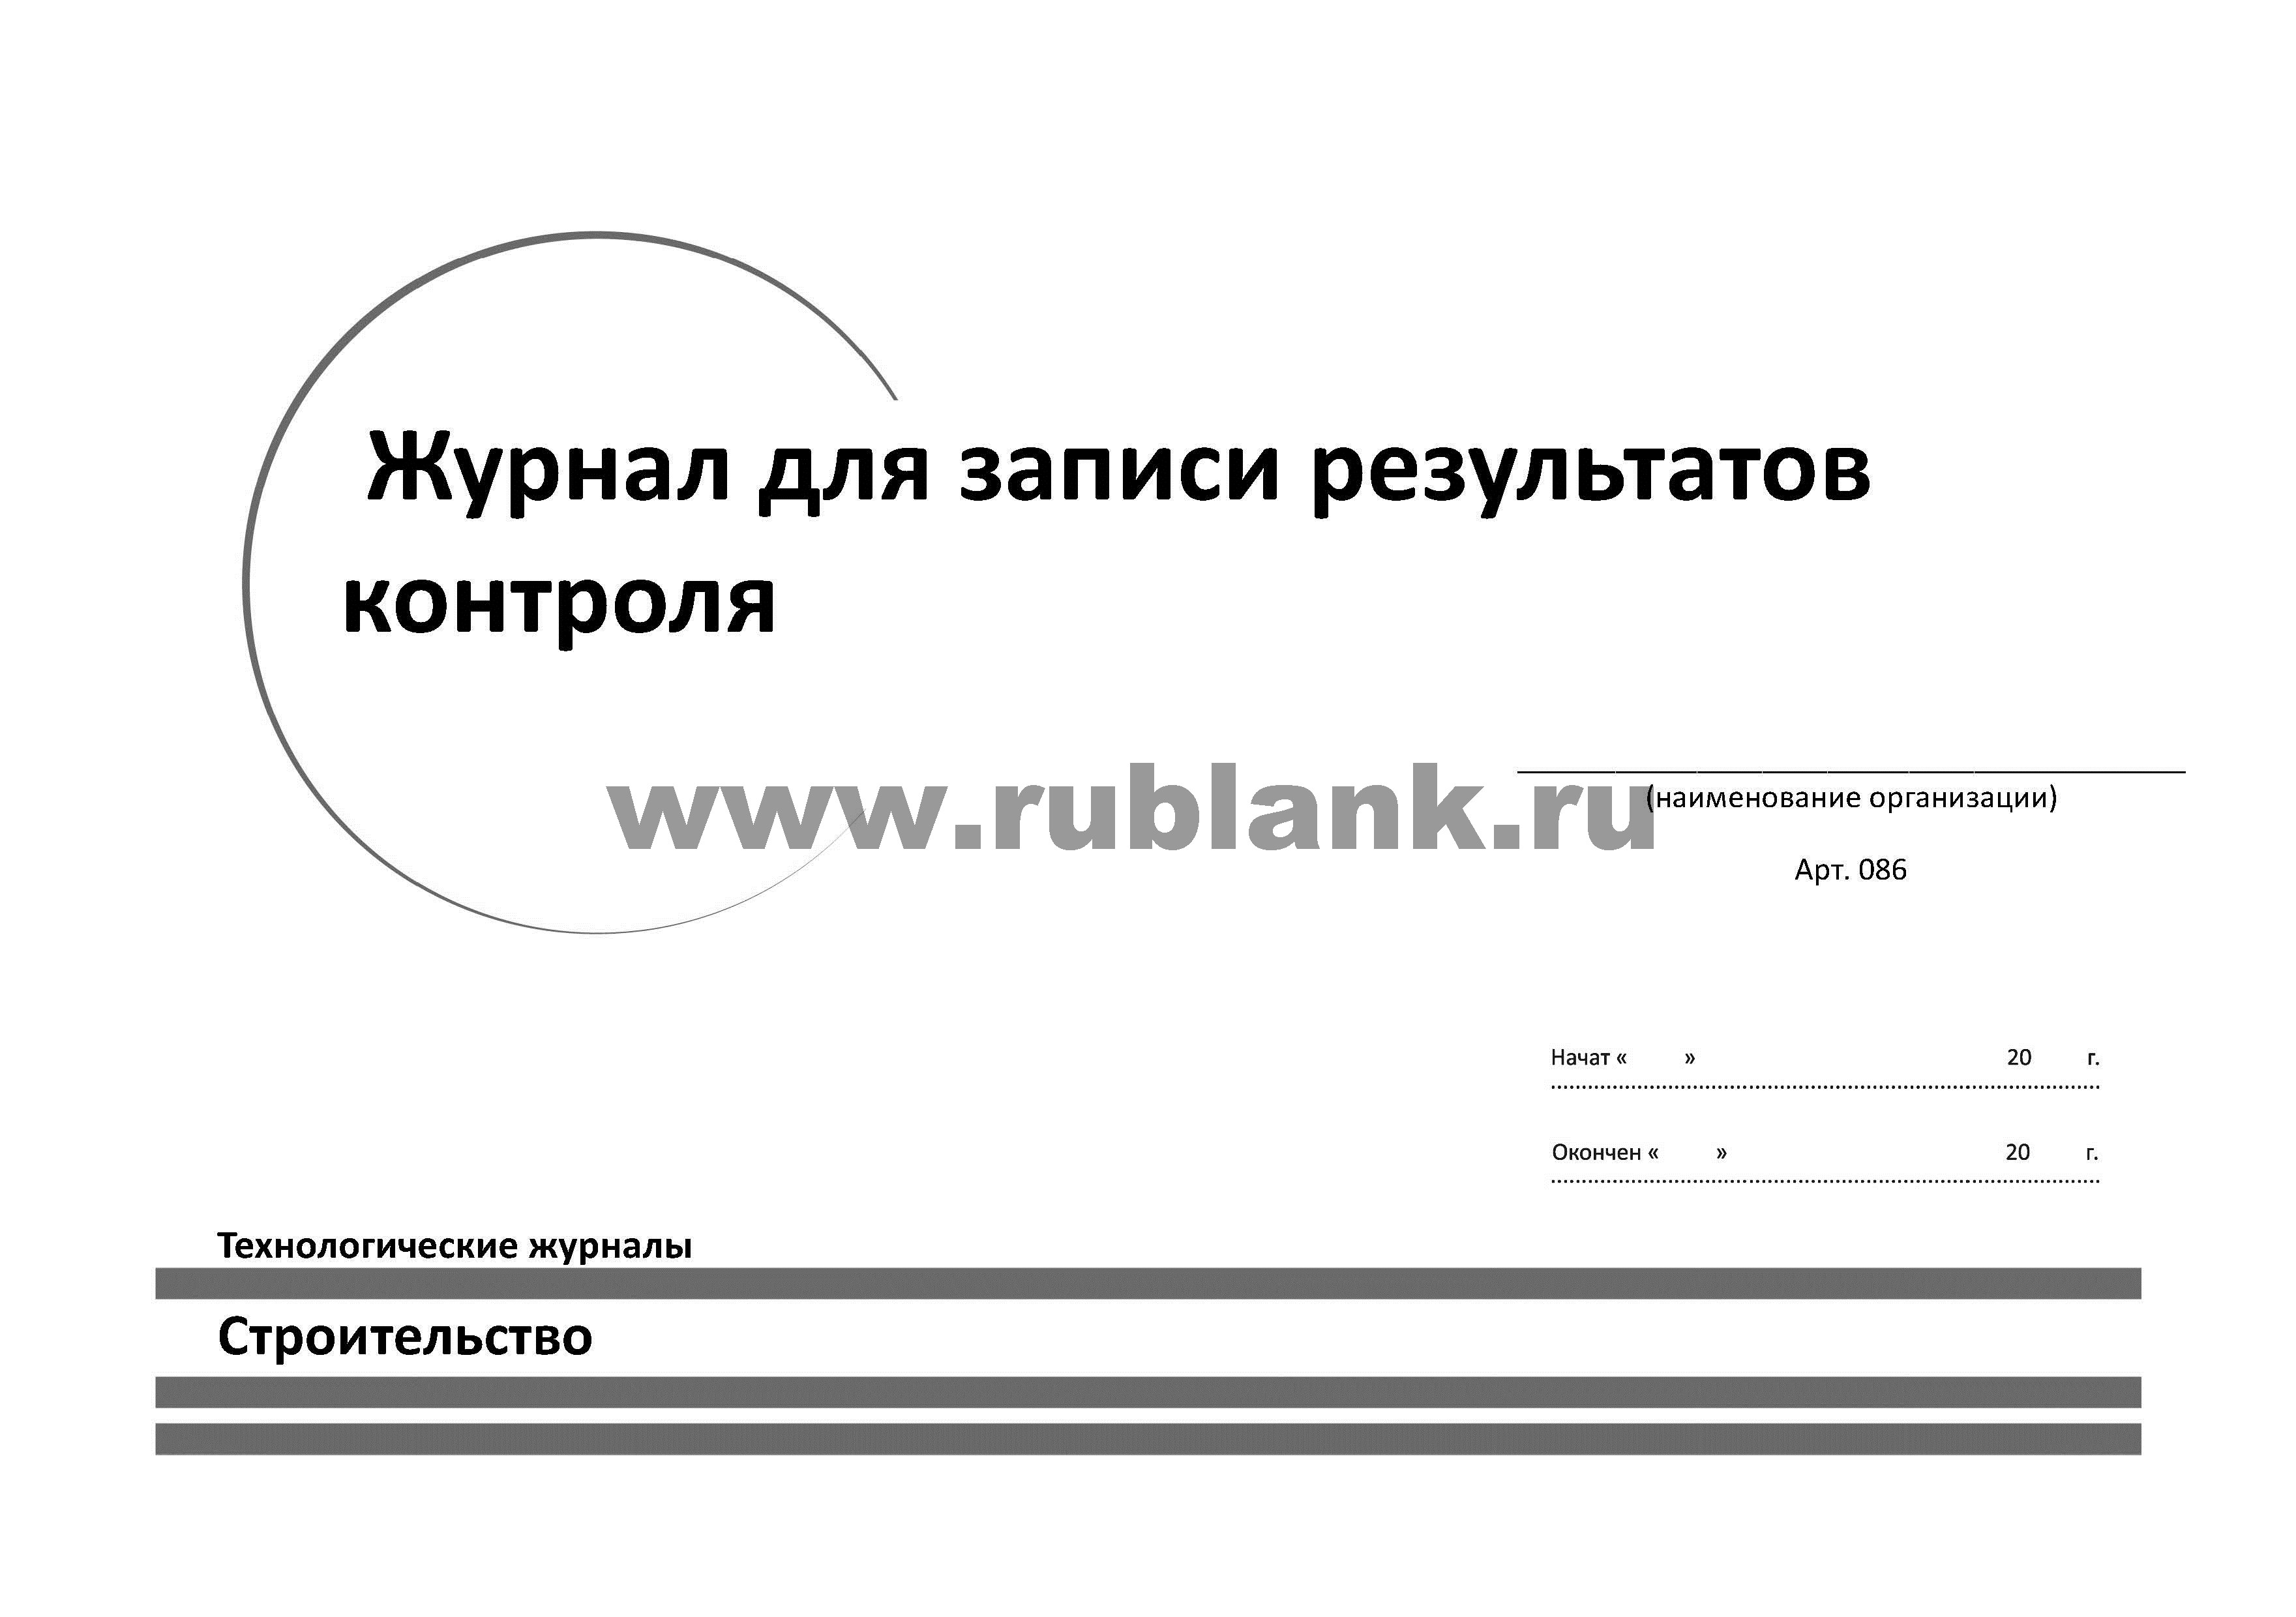 Журнал для записи результатов
контроля
www.rublank.ru
(наименование организации)
Арт. 086
Начат « » 20 г.
Окончен « » 20 г.
Технологические журналы
Строительство